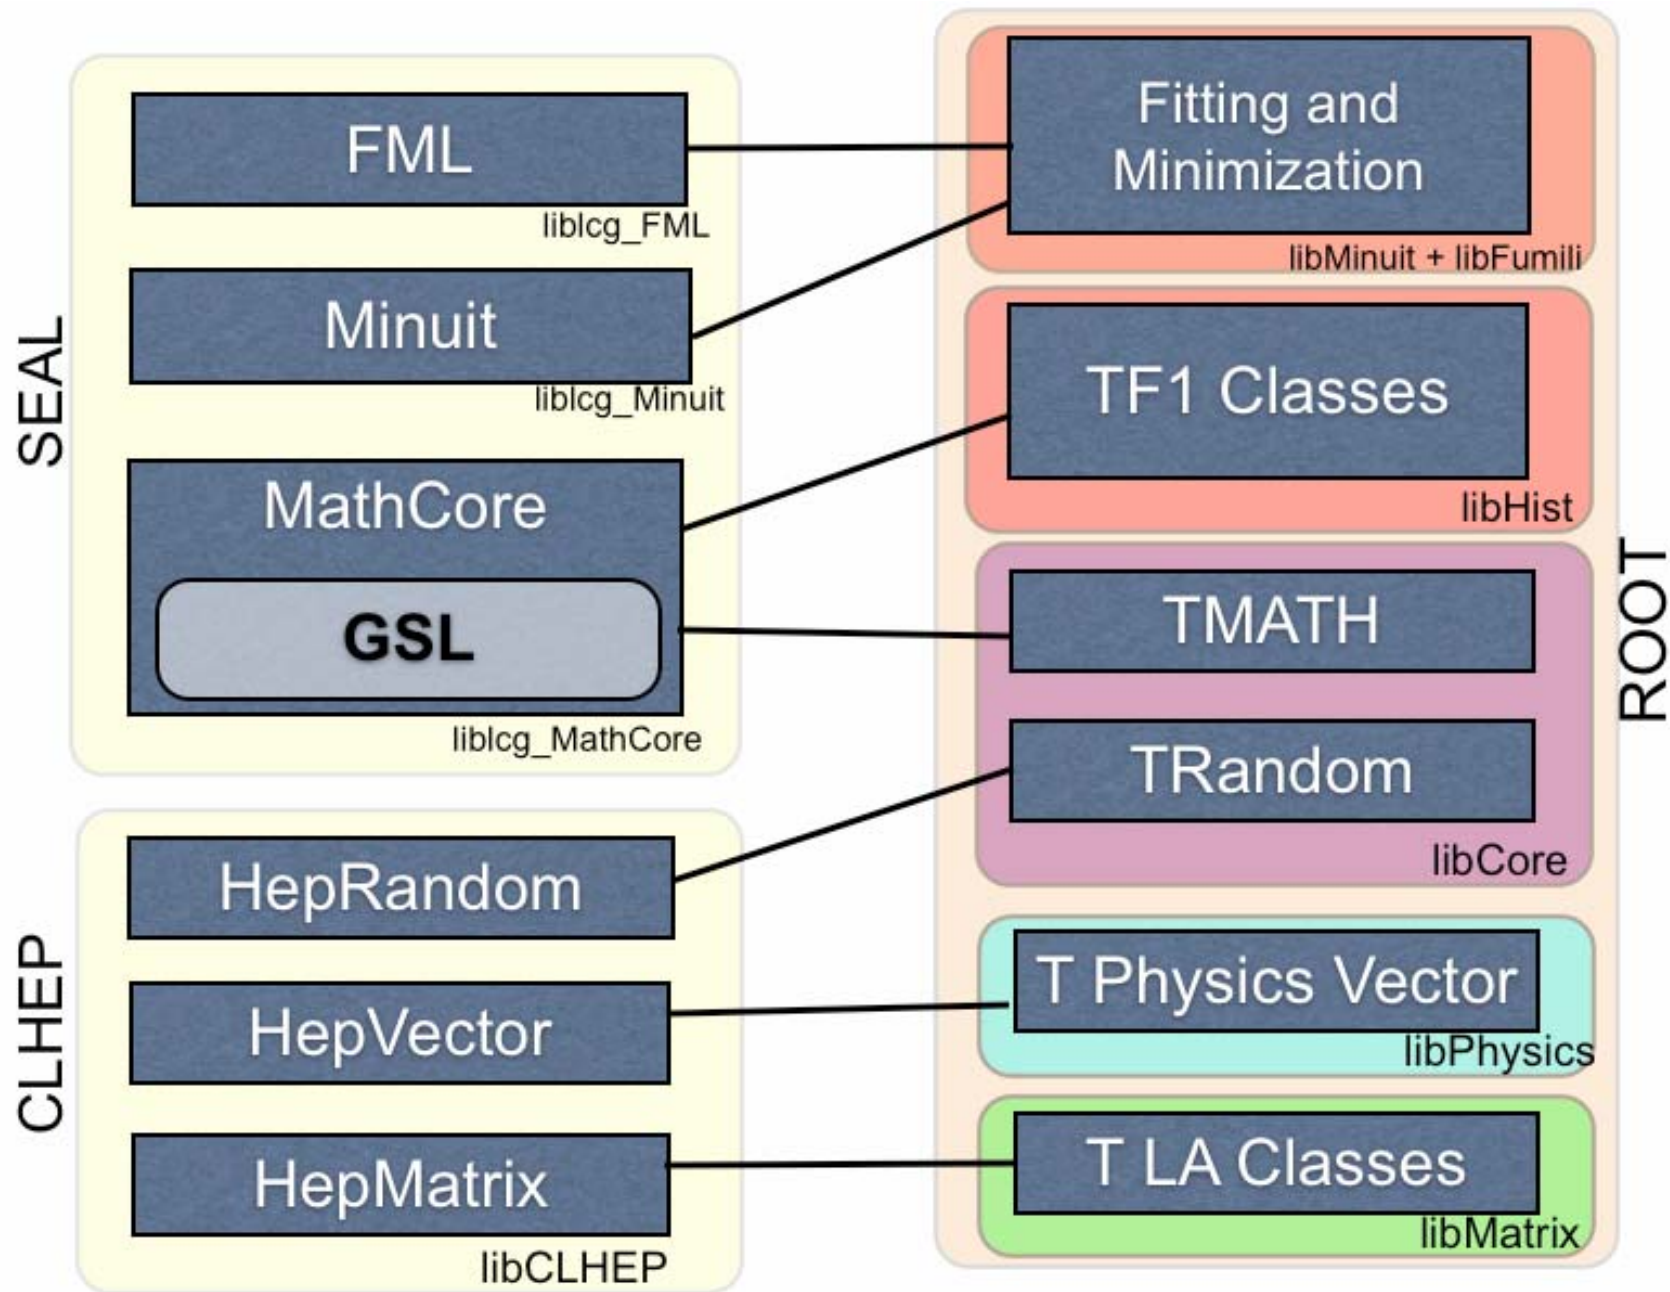 SEAL
FML
liblcg_FML
Minuit
liblcg_Minuit
MathCore
GSL
liblcg_MathCore
CLHEP
HepRandom
HepVector
HepMatrix
libCLHEP
ROOT
Fitting and
Minimization
libMinuit + libFumili
TF1 Classes
libHist
TMATH
TRandom
libCore
T Physics Vector
libPhysics
T LA Classes
libMatrix